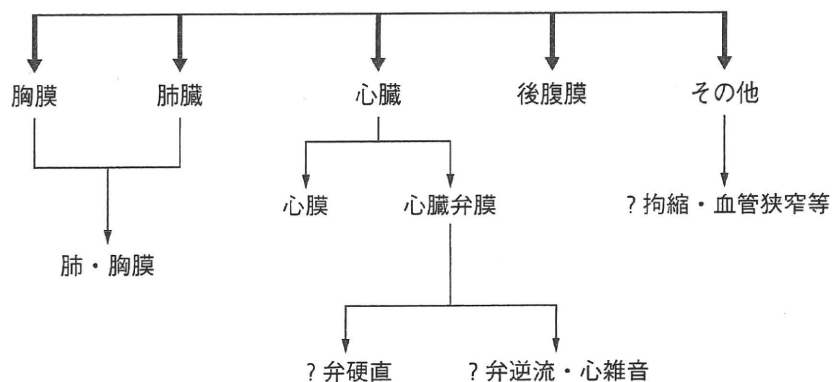 胸膜
肺臓
心臓
後腹膜
その他
心膜
心臓弁膜
?拘縮・血管狭窄等
肺・胸膜
?弁硬直
?弁逆流・心雑音